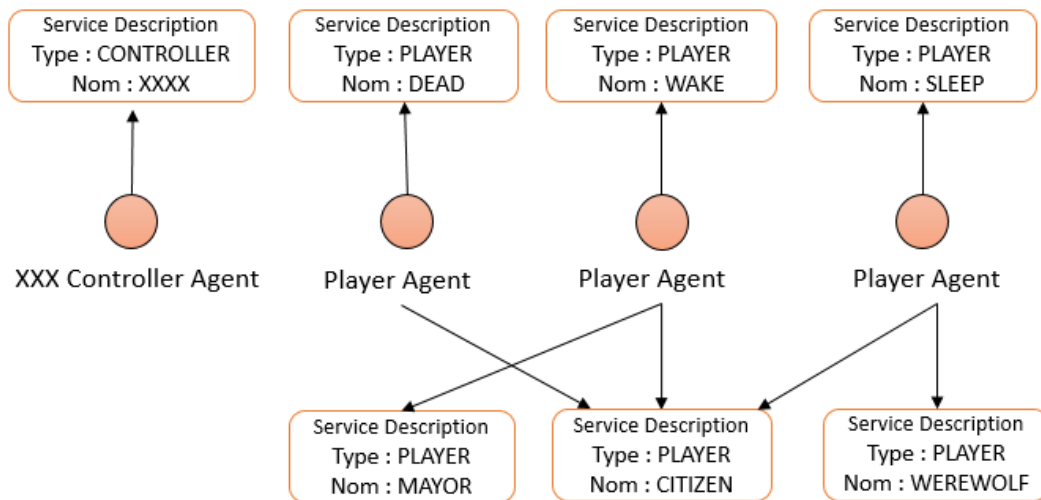 Service Description
Type : CONTROLLER
Nom : XXXX
Service Description
Type : PLAYER
Nom : DEAD
Service Description
Type : PLAYER
Nom : WAKE
Service Description
Type : PLAYER
Nom : SLEEP
XXX Controller Agent
Player Agent
Player Agent
Player Agent
Service Description
Type : PLAYER
Nom : MAYOR
Service Description
Type : PLAYER
Nom : CITIZEN
Service Description
Type : PLAYER
Nom : WEREWOLF